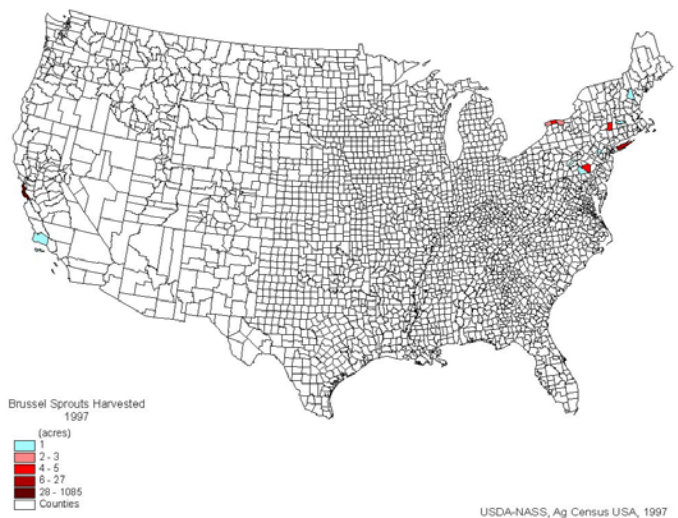 Brussel Sprouts Harvested
1997
(acres)
1
2 - 3
4 - 5
6 - 27
28 - 1085
Counties
USDA-NASS, Ag Census USA, 1997